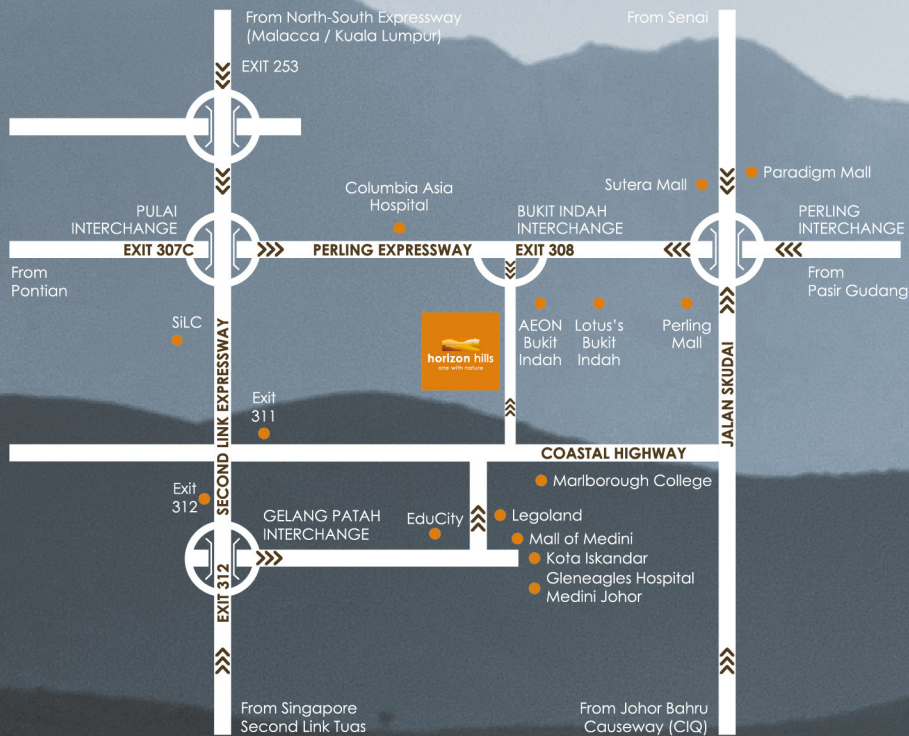 From North-South Expressway
(Malacca / Kuala Lumpur)
From Senai
EXIT 253
Paradigm Mall
Sutera Mall
Columbia Asia
Hospital
PULAI
INTERCHANGE
BUKIT INDAH
INTERCHANGE
PERLING
INTERCHANGE
EXIT 307C
PERLING EXPRESSWAY
EXIT 308
From
Pontian
From
Pasir Gudang
SiLC
horizon hills
one with nature
AEON
Bukit
Indah
Lotus's
Bukit
Indah
Perling
Mall
SECOND LINK EXPRESSWAY
JALAN SKUDAI
Exit
311
COASTAL HIGHWAY
Marlborough College
Exit
312
GELANG PATAH
INTERCHANGE
EduCity
Legoland
Mall of Medini
Kota Iskandar
Gleneagles Hospital
Medini Johor
EXIT 312
From Singapore
Second Link Tuas
From Johor Bahru
Causeway (CIQ)